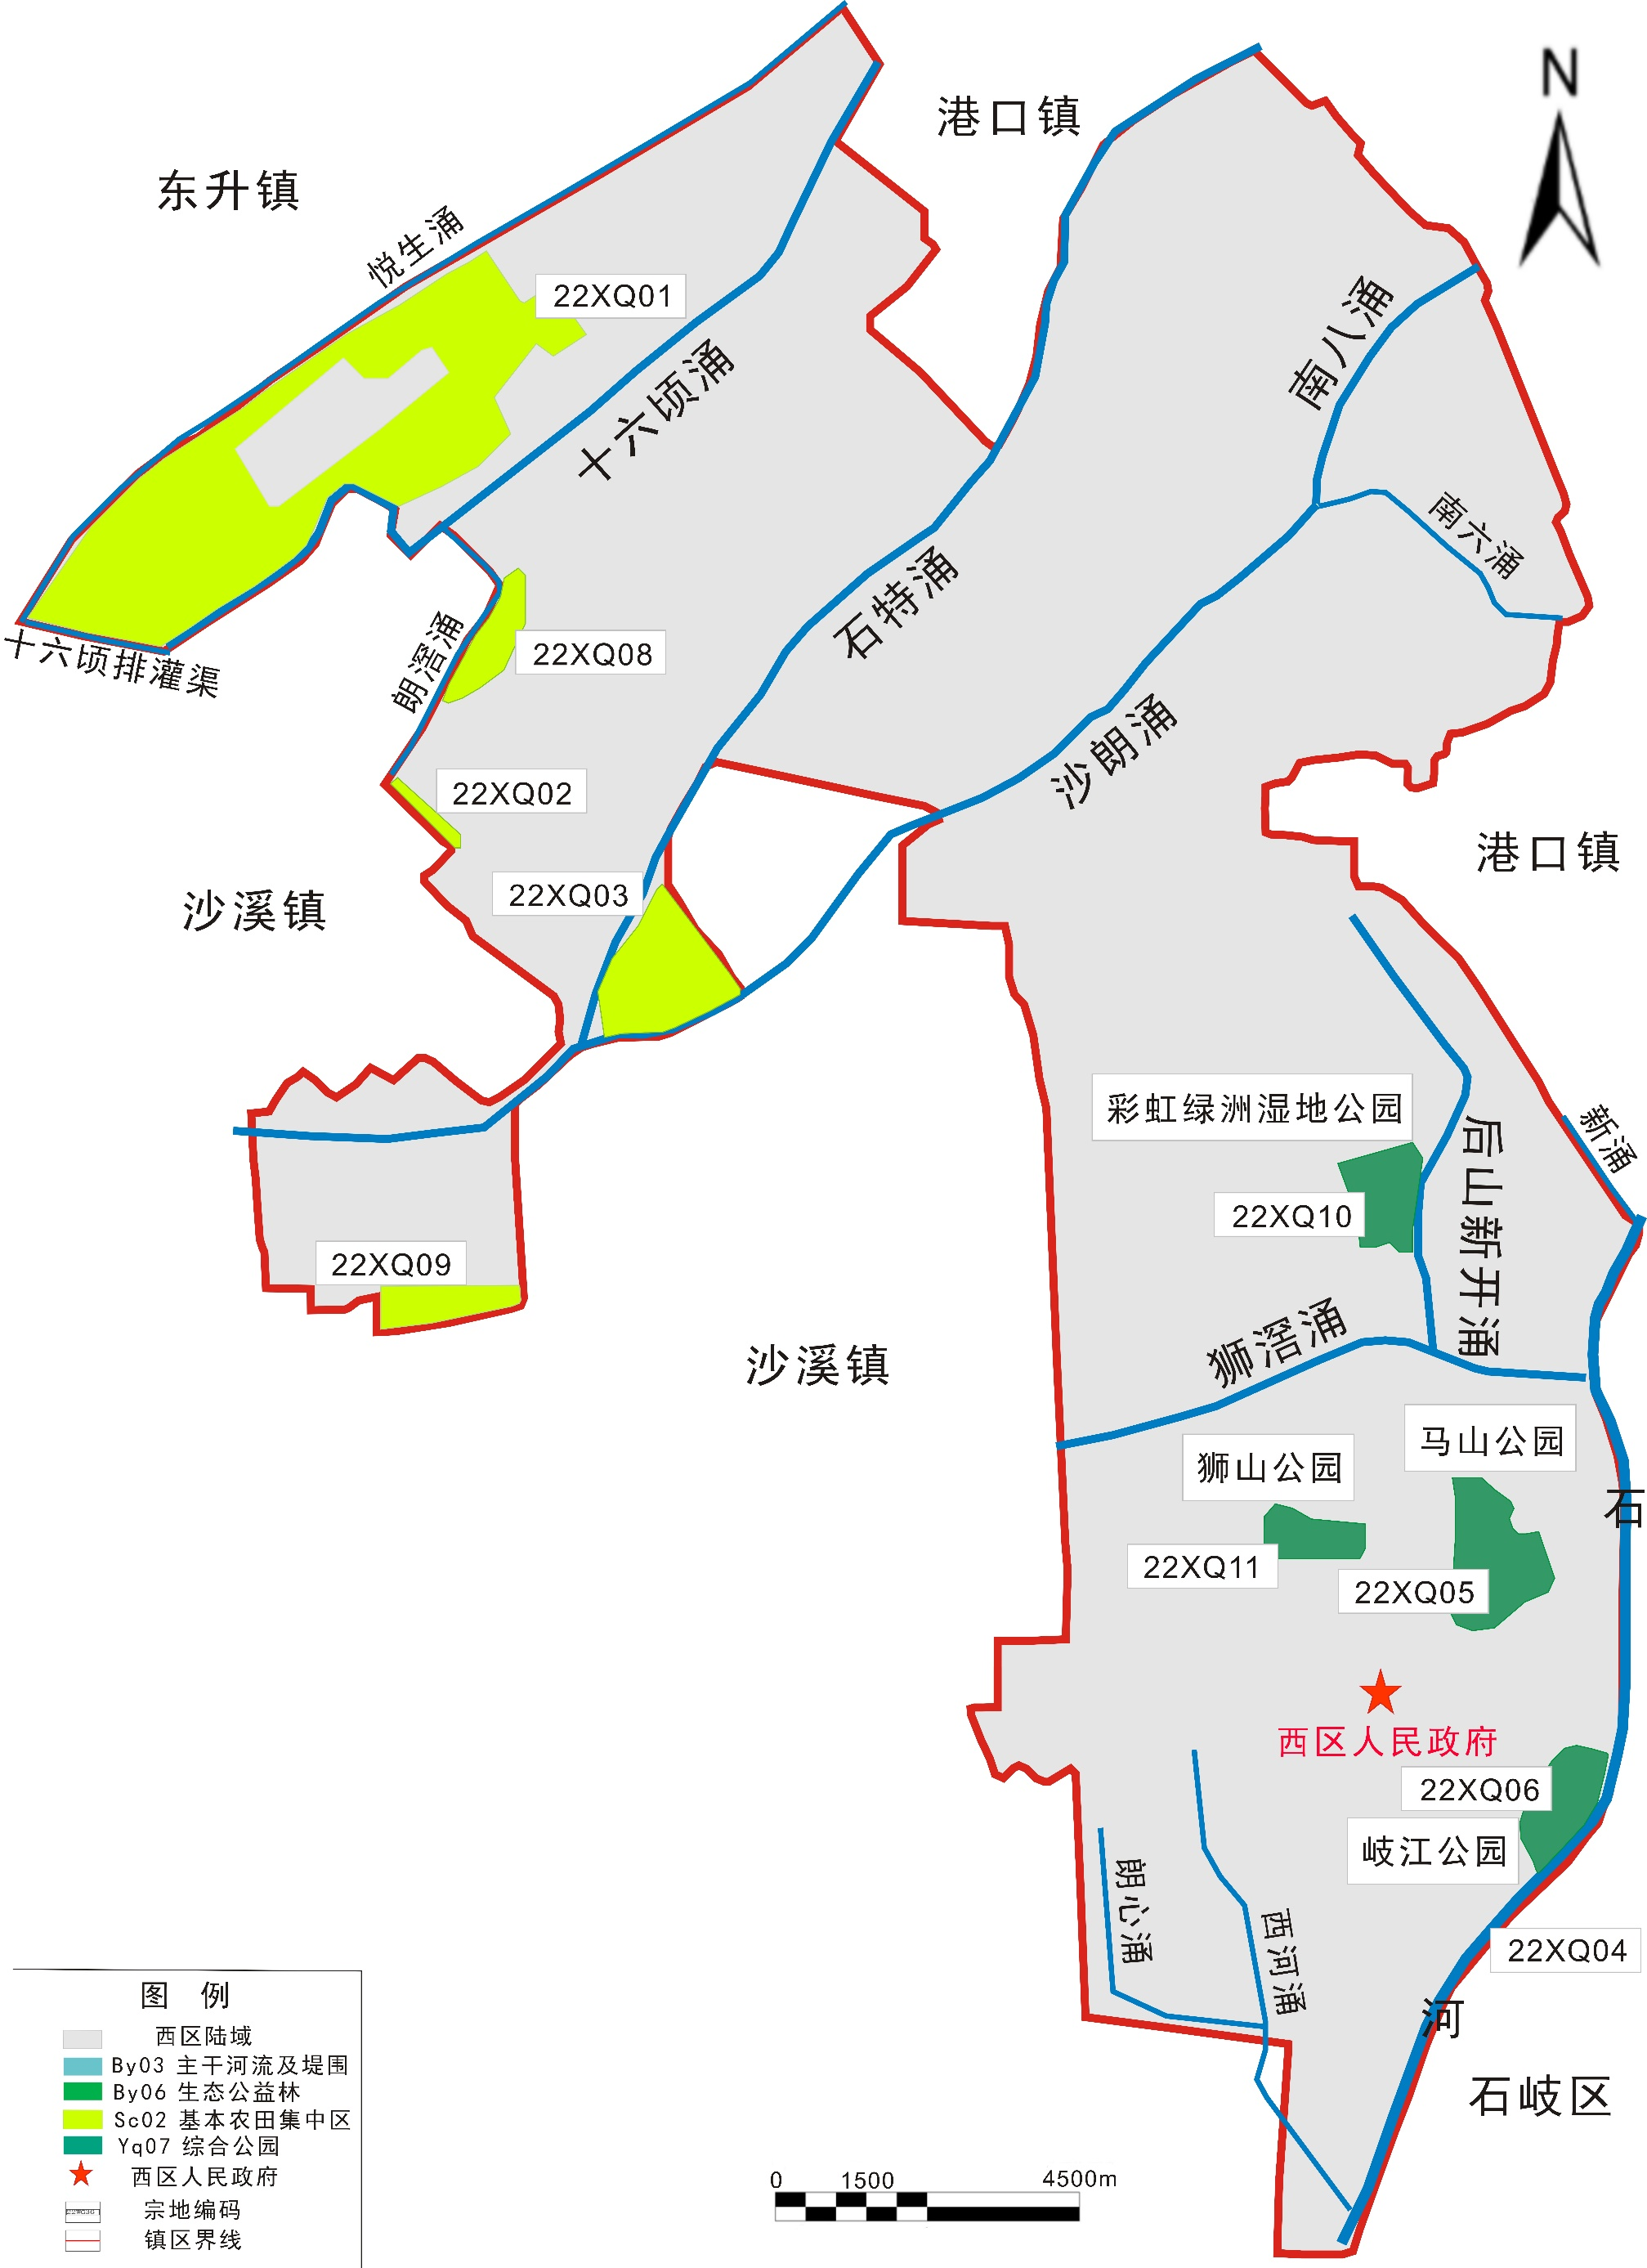 N
港口镇
东升镇
悦生涌
22XQ01
南八涌
十六顷涌
南六涌
石特涌
十六顷排灌渠
朗滘涌
22XQ08
沙朗涌
22XQ02
港口镇
22XQ03
沙溪镇
彩虹绿洲湿地公园
新涌
后山新开涌
22XQ10
22XQ09
狮滘涌
沙溪镇
马山公园
狮山公园
石
22XQ11
22XQ05
西区人民政府
22XQ06
岐江公园
朗心涌
西河涌
22XQ04
河
石岐区
图 例
西区陆域
By03 主干河流及堤围
By06 生态公益林
Sc02 基本农田集中区
Yq07 综合公园
西区人民政府
宗地编码
镇区界线
0 1500 4500m